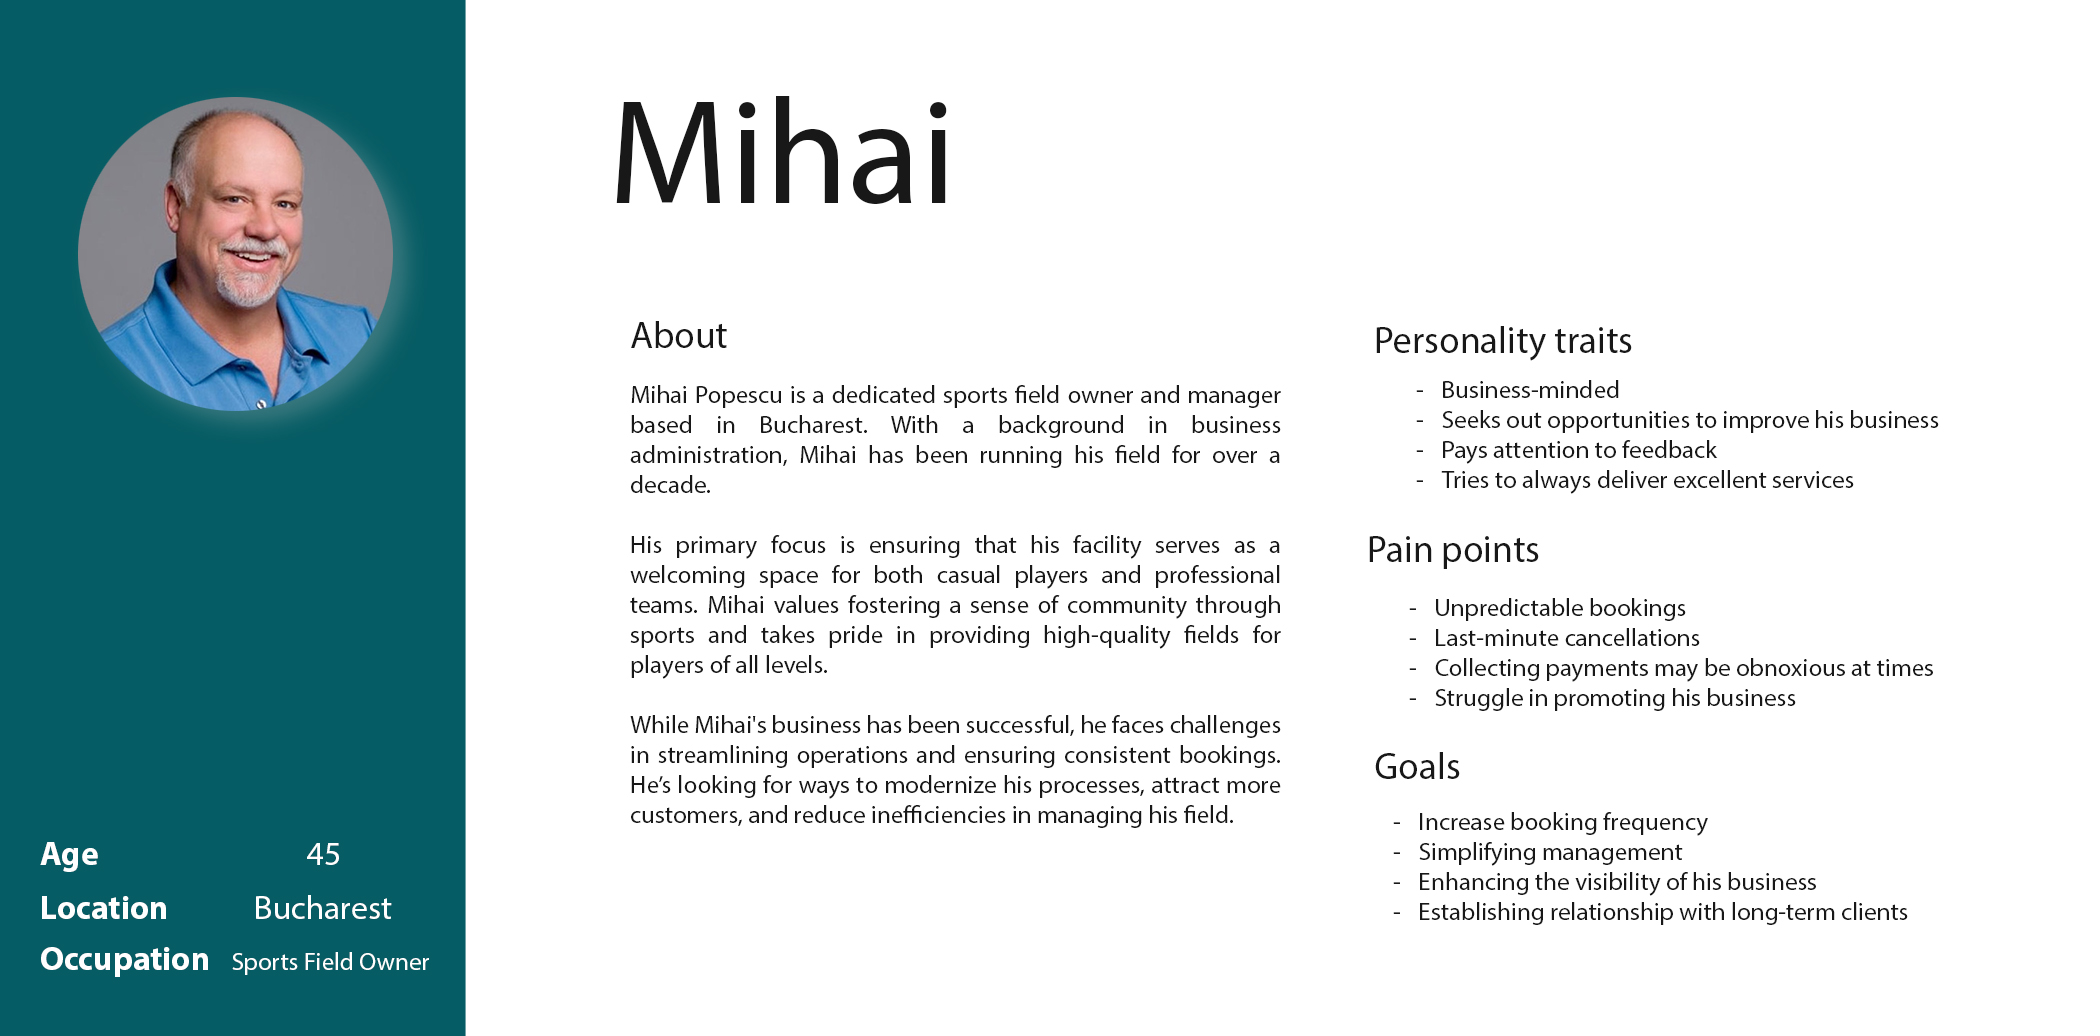 Mihai
Age 45
Location Bucharest
Occupation Sports Field Owner
About
Mihai Popescu is a dedicated sports field owner and manager
based in Bucharest. With a background in business
administration, Mihai has been running his field for over a
decade.
His primary focus is ensuring that his facility serves as a
welcoming space for both casual players and professional
teams. Mihai values fostering a sense of community through
sports and takes pride in providing high-quality fields for
players of all levels.
While Mihai's business has been successful, he faces challenges
in streamlining operations and ensuring consistent bookings.
He’s looking for ways to modernize his processes, attract more
customers, and reduce inefficiencies in managing his field.
Personality traits
- Business-minded
- Seeks out opportunities to improve his business
- Pays attention to feedback
- Tries to always deliver excellent services
Pain points
- Unpredictable bookings
- Last-minute cancellations
- Collecting payments may be obnoxious at times
- Struggle in promoting his business
Goals
- Increase booking frequency
- Simplifying management
- Enhancing the visibility of his business
- Establishing relationship with long-term clients